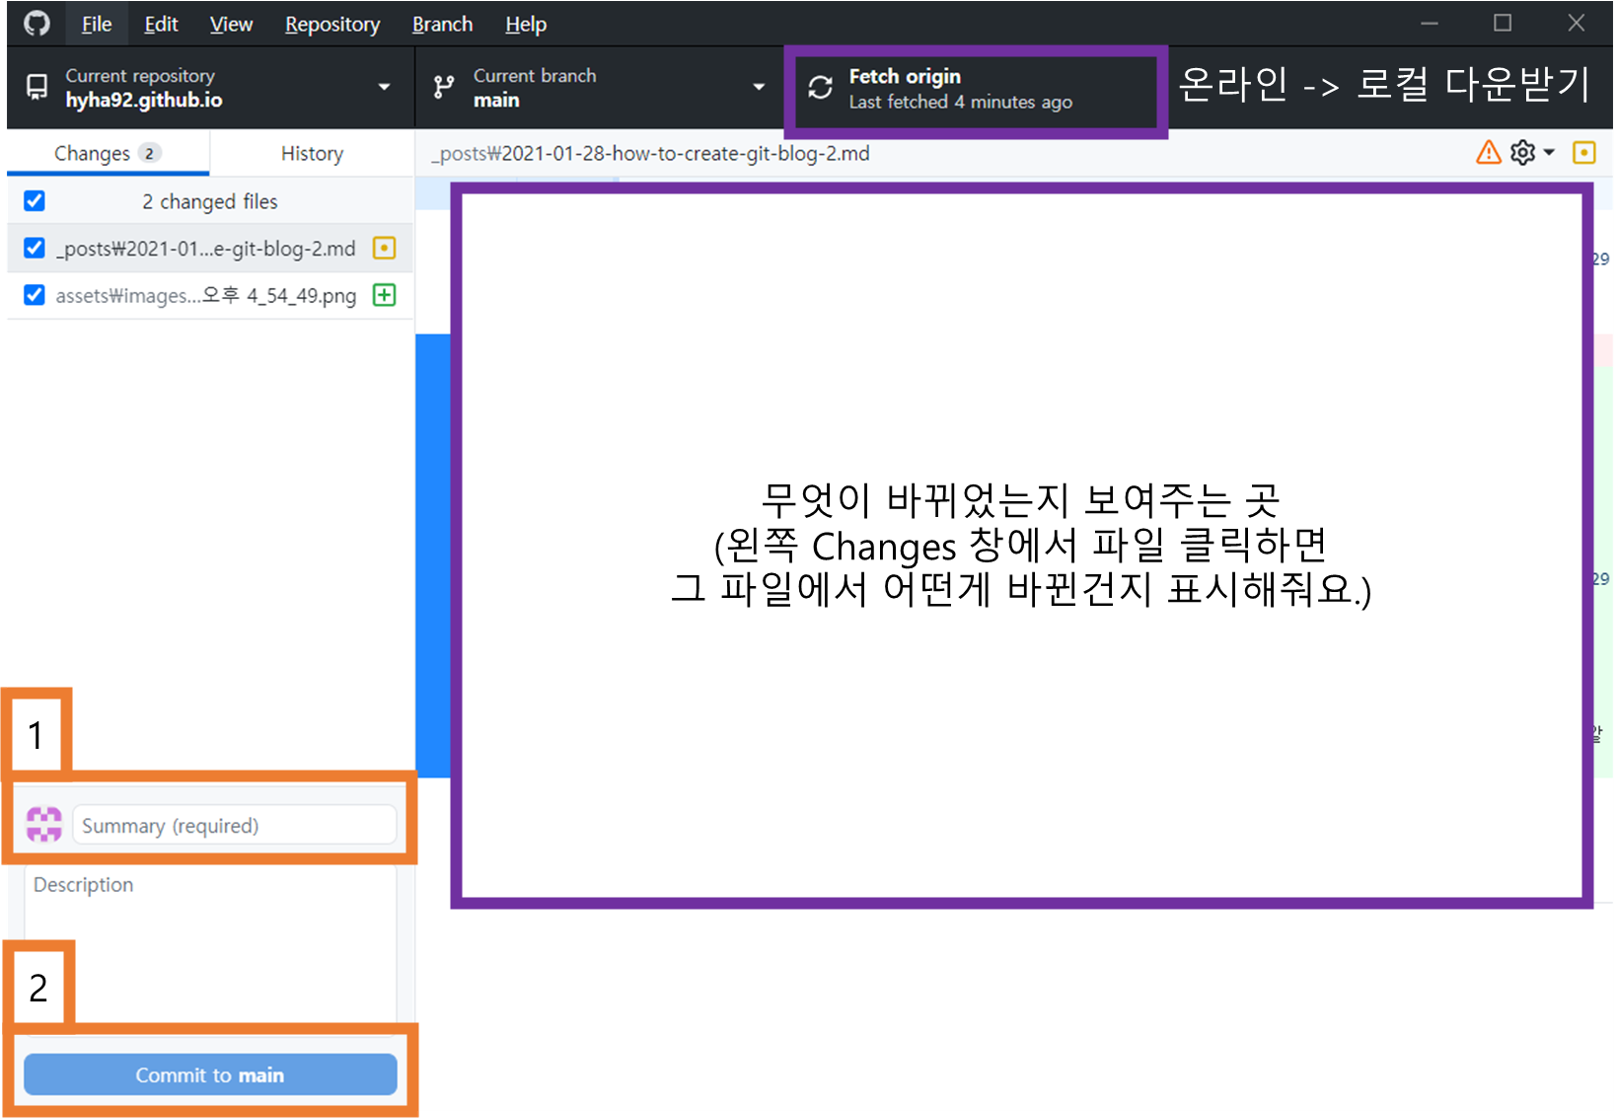 File Edit View Repository Branch Help
Current repository
hyha92.github.io
Current branch
main
Fetch origin
Last fetched 4 minutes ago
온라인 -> 로컬 다운받기
Changes 2
History
_posts₩2021-01-28-how-to-create-git-blog-2.md
2 changed files
_posts₩2021-01...e-git-blog-2.md
assets₩images...오후 4_54_49.png
29
무엇이 바뀌었는지 보여주는 곳
(왼쪽 Changes 창에서 파일 클릭하면
그 파일에서 어떤게 바뀐건지 표시해줘요.)
29
1
Summary (required)
Description
2
Commit to main